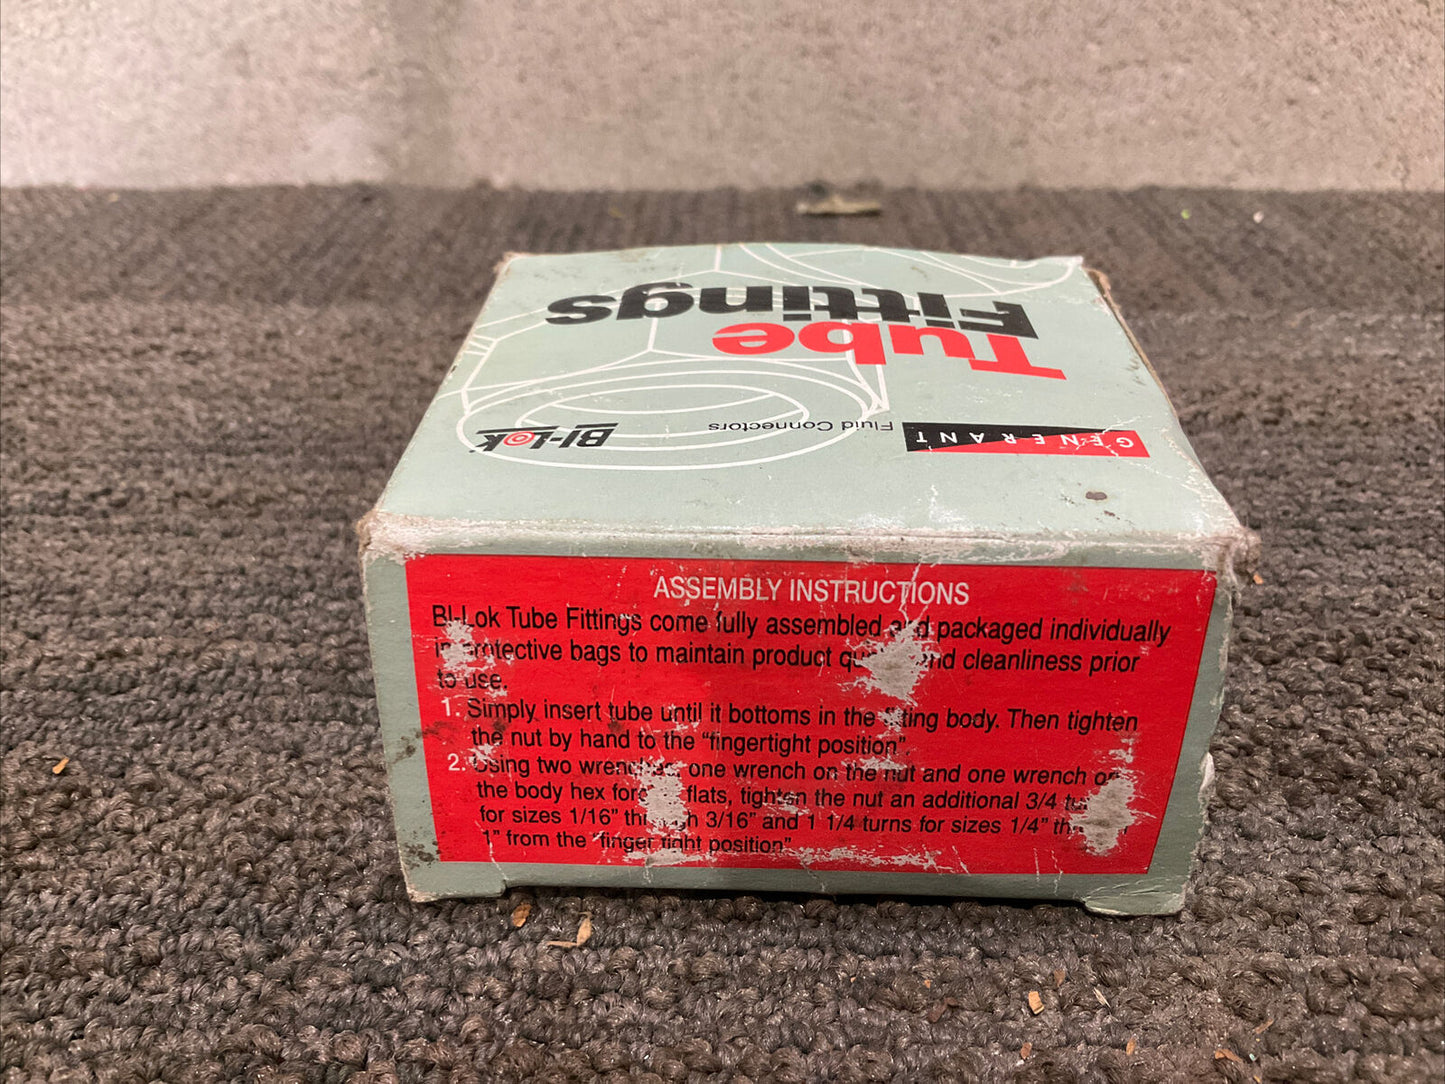 Tube
Fittings
GENERANT
Fluid Connectors
BI-LOK
ASSEMBLY INSTRUCTIONS
BI-Lok Tube Fittings come fully assembled and packaged individually
in protective bags to maintain product and cleanliness prior
to use.
1. Simply insert tube until it bottoms in the fitting body. Then tighten
the nut by hand to the "fingertight position".
2. Using two wrenches, one wrench on the nut and one wrench on
the body hex flats, tighten the nut an additional 3/4
for sizes 1/16" through 3/16" and 1 1/4 turns for sizes 1/4"
1" from the "finger tight position"